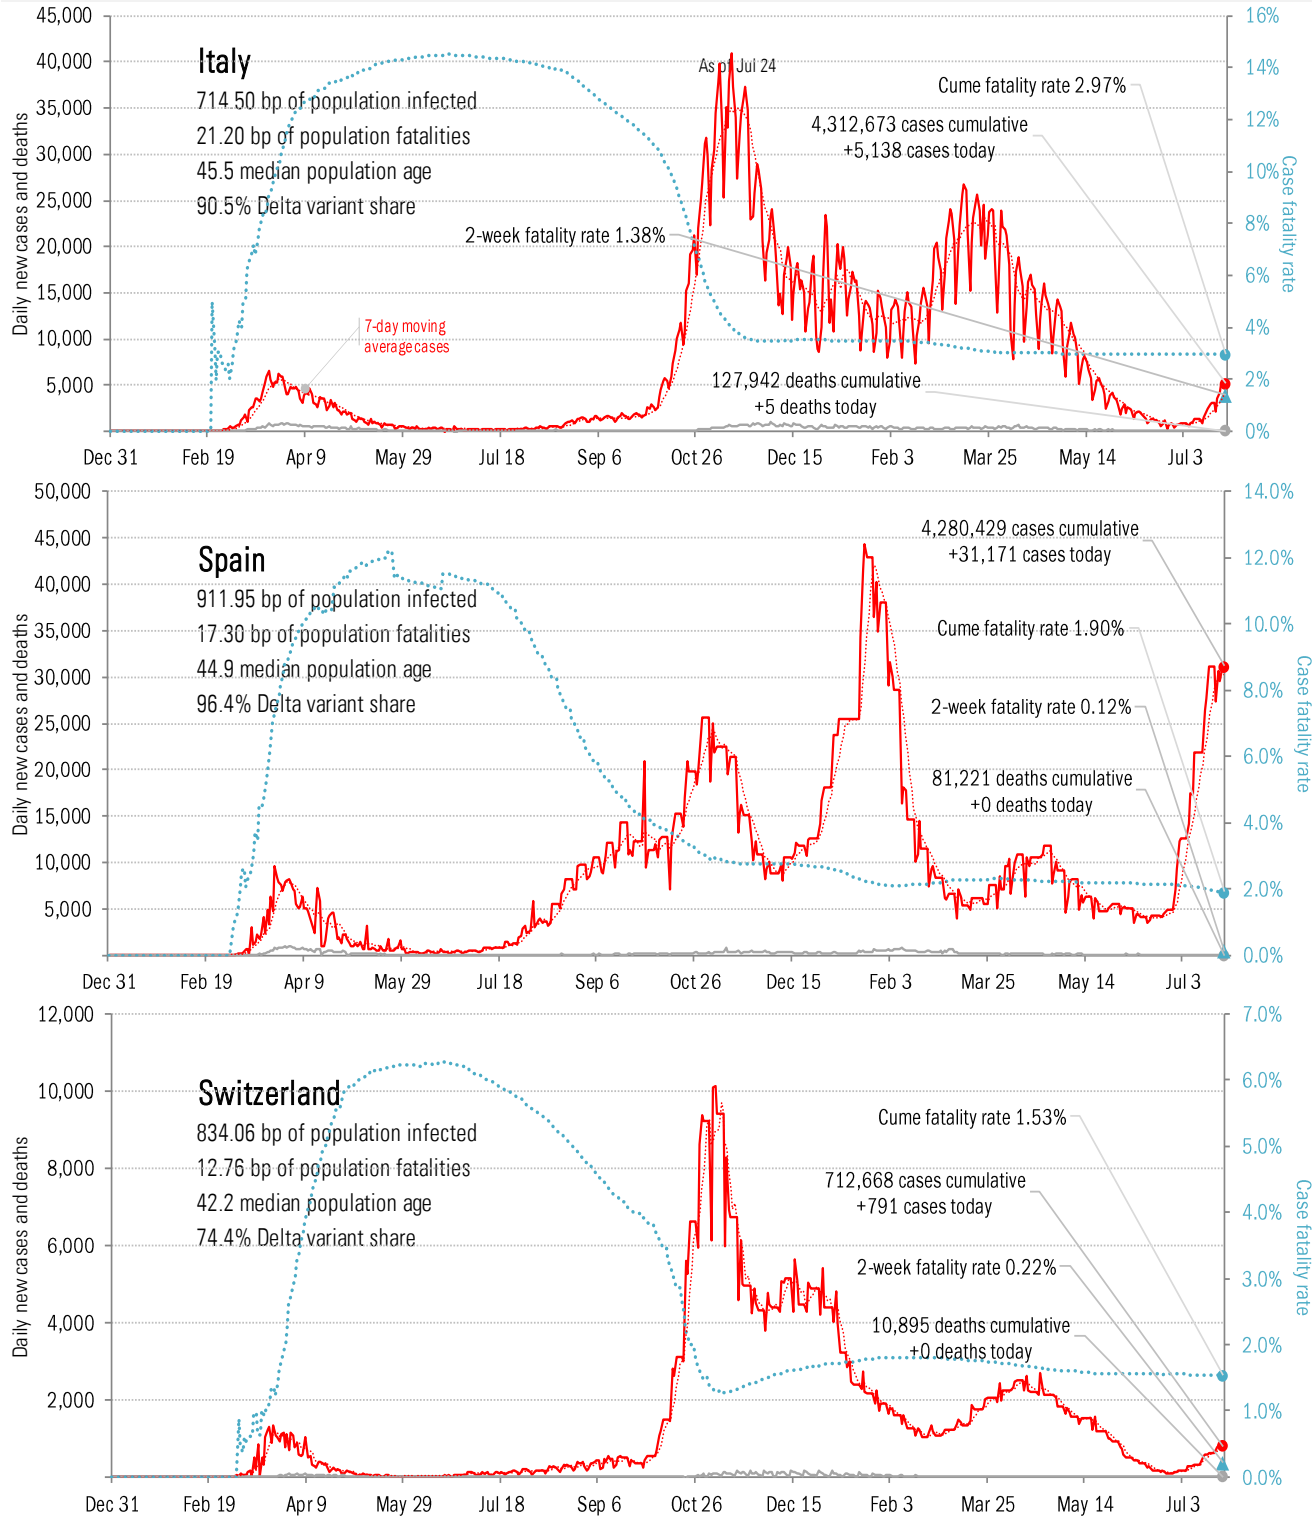 45,000
40,000
35,000
30,000
25,000
20,000
15,000
10,000
5,000
Daily new cases and deaths
Italy
714.50 bp of population infected
21.20 bp of population fatalities
45.5 median population age
90.5% Delta variant share
As of Jul 24
Cume fatality rate 2.97%
4,312,673 cases cumulative
+5,138 cases today
2-week fatality rate 1.38%
7-day moving
average cases
127,942 deaths cumulative
+5 deaths today
16%
14%
12%
10%
8%
6%
4%
2%
0%
Case fatality rate
Dec 31 Feb 19 Apr 9 May 29 Jul 18 Sep 6 Oct 26 Dec 15 Feb 3 Mar 25 May 14 Jul 3
50,000
45,000
40,000
35,000
30,000
25,000
20,000
15,000
10,000
5,000
Daily new cases and deaths
Spain
911.95 bp of population infected
17.30 bp of population fatalities
44.9 median population age
96.4% Delta variant share
4,280,429 cases cumulative
+31,171 cases today
Cume fatality rate 1.90%
2-week fatality rate 0.12%
81,221 deaths cumulative
+0 deaths today
14.0%
12.0%
10.0%
8.0%
6.0%
4.0%
2.0%
0.0%
Case fatality rate
Dec 31 Feb 19 Apr 9 May 29 Jul 18 Sep 6 Oct 26 Dec 15 Feb 3 Mar 25 May 14 Jul 3
12,000
10,000
8,000
6,000
4,000
2,000
Daily new cases and deaths
Switzerland
834.06 bp of population infected
12.76 bp of population fatalities
42.2 median population age
74.4% Delta variant share
Cume fatality rate 1.53%
712,668 cases cumulative
+791 cases today
2-week fatality rate 0.22%
10,895 deaths cumulative
+0 deaths today
7.0%
6.0%
5.0%
4.0%
3.0%
2.0%
1.0%
0.0%
Case fatality rate
Dec 31 Feb 19 Apr 9 May 29 Jul 18 Sep 6 Oct 26 Dec 15 Feb 3 Mar 25 May 14 Jul 3